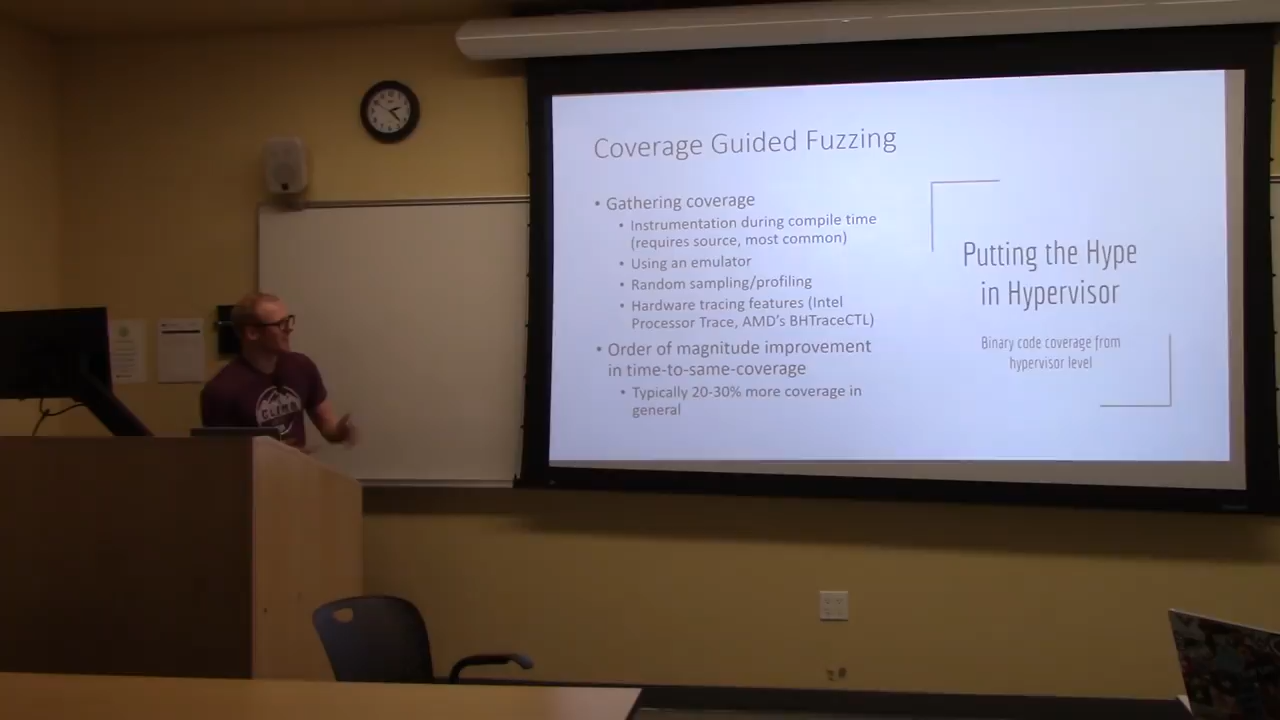 Coverage Guided Fuzzing
• Gathering coverage
• Instrumentation during compile time
(requires source, most common)
• Using an emulator
• Random sampling/profiling
• Hardware tracing features (Intel
Processor Trace, AMD's BHTraceCTL)
• Order of magnitude improvement
in time-to-same-coverage
• Typically 20-30% more coverage in
general
Putting the Hype
in Hypervisor
Binary code coverage from
hypervisor level
CLIMB